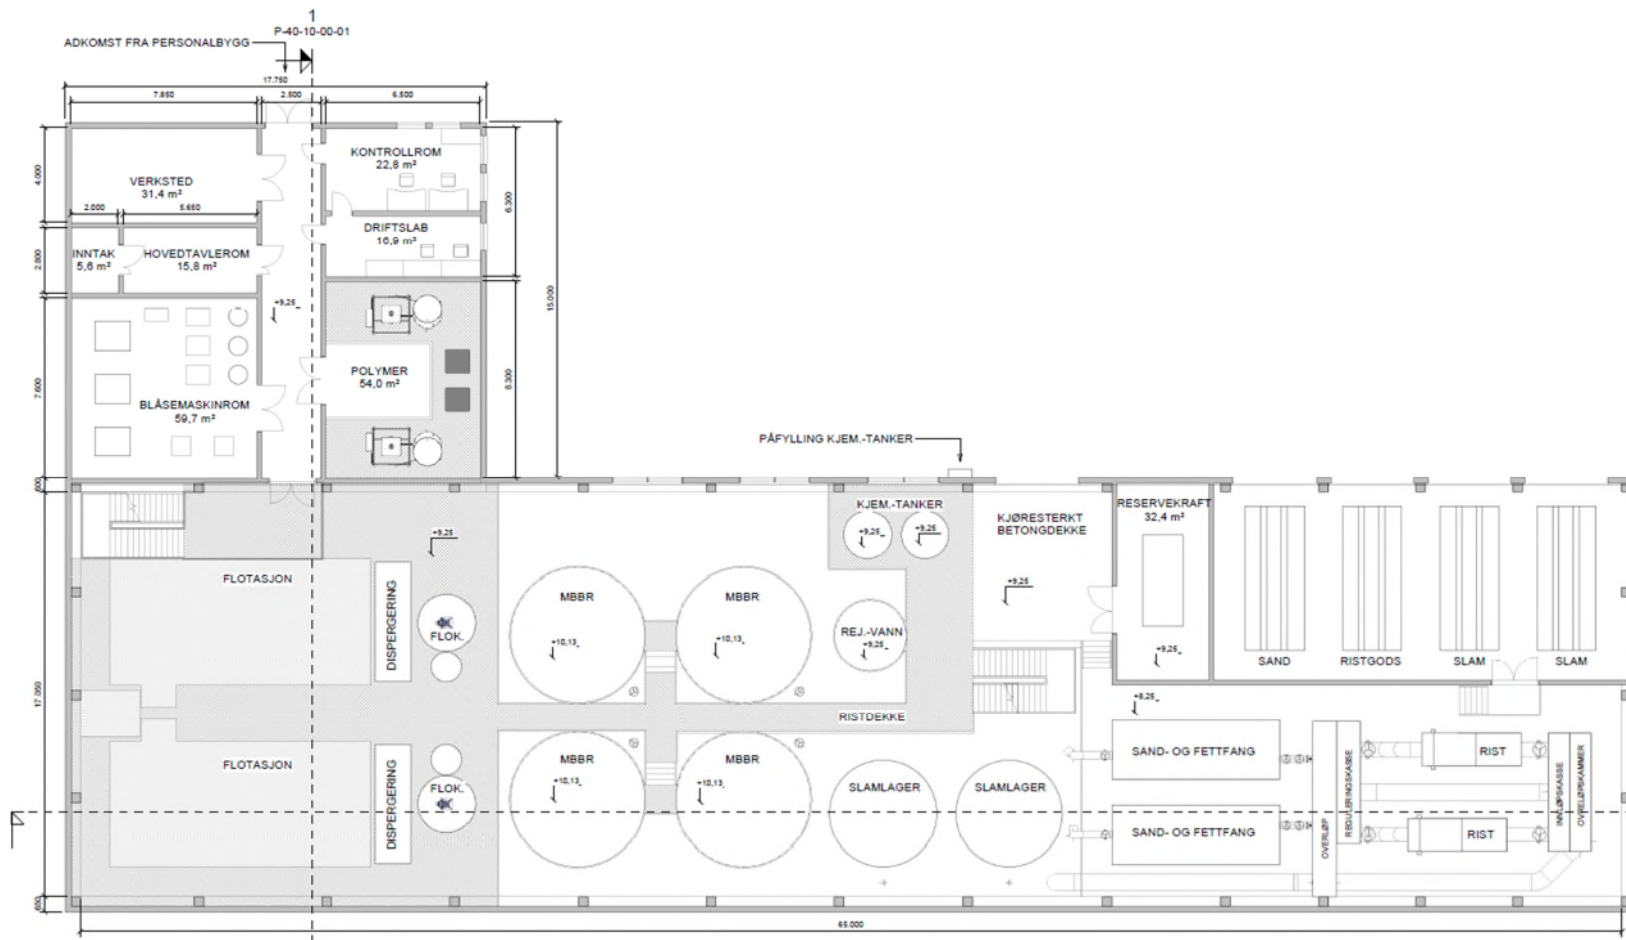 1
P-40-10-00-01
ADKOMST FRA PERSONALBYGG
17.750
7.850
2.500
6.500
4.000
VERKSTED
31,4 m²
KONTROLLROM
22,8 m²
6.300
2.000
5.650
DRIFTSLAB
16,9 m²
2.800
INNTAK
5,6 m²
HOVEDTAVLEROM
15,8 m²
+9,25
15.000
7.600
BLÅSEMASKINROM
59,7 m²
POLYMER
54,0 m²
8.300
PÅFYLLING KJEM.-TANKER
600
KJEM.-TANKER
+9,25
+9,25
+9,25
KJØRESTERKT
BETONGDEKKE
RESERVEKRAFT
32,4 m²
FLOTASJON
DISPERGERING
FLOK.
MBBR
+10,13
MBBR
+10,13
REJ.-VANN
+9,25
+9,25
+9,25
SAND
RISTGODS
SLAM
SLAM
17.050
RISTDEKKE
+8,25
FLOTASJON
DISPERGERING
FLOK.
MBBR
+10,13
MBBR
+10,13
SLAMLAGER
SLAMLAGER
SAND- OG FETTFANG
SAND- OG FETTFANG
OVERLØP
REGULERINGSKASSE
RIST
RIST
INNLØPSKASSE
OVERLØPSKAMMER
650
65.000